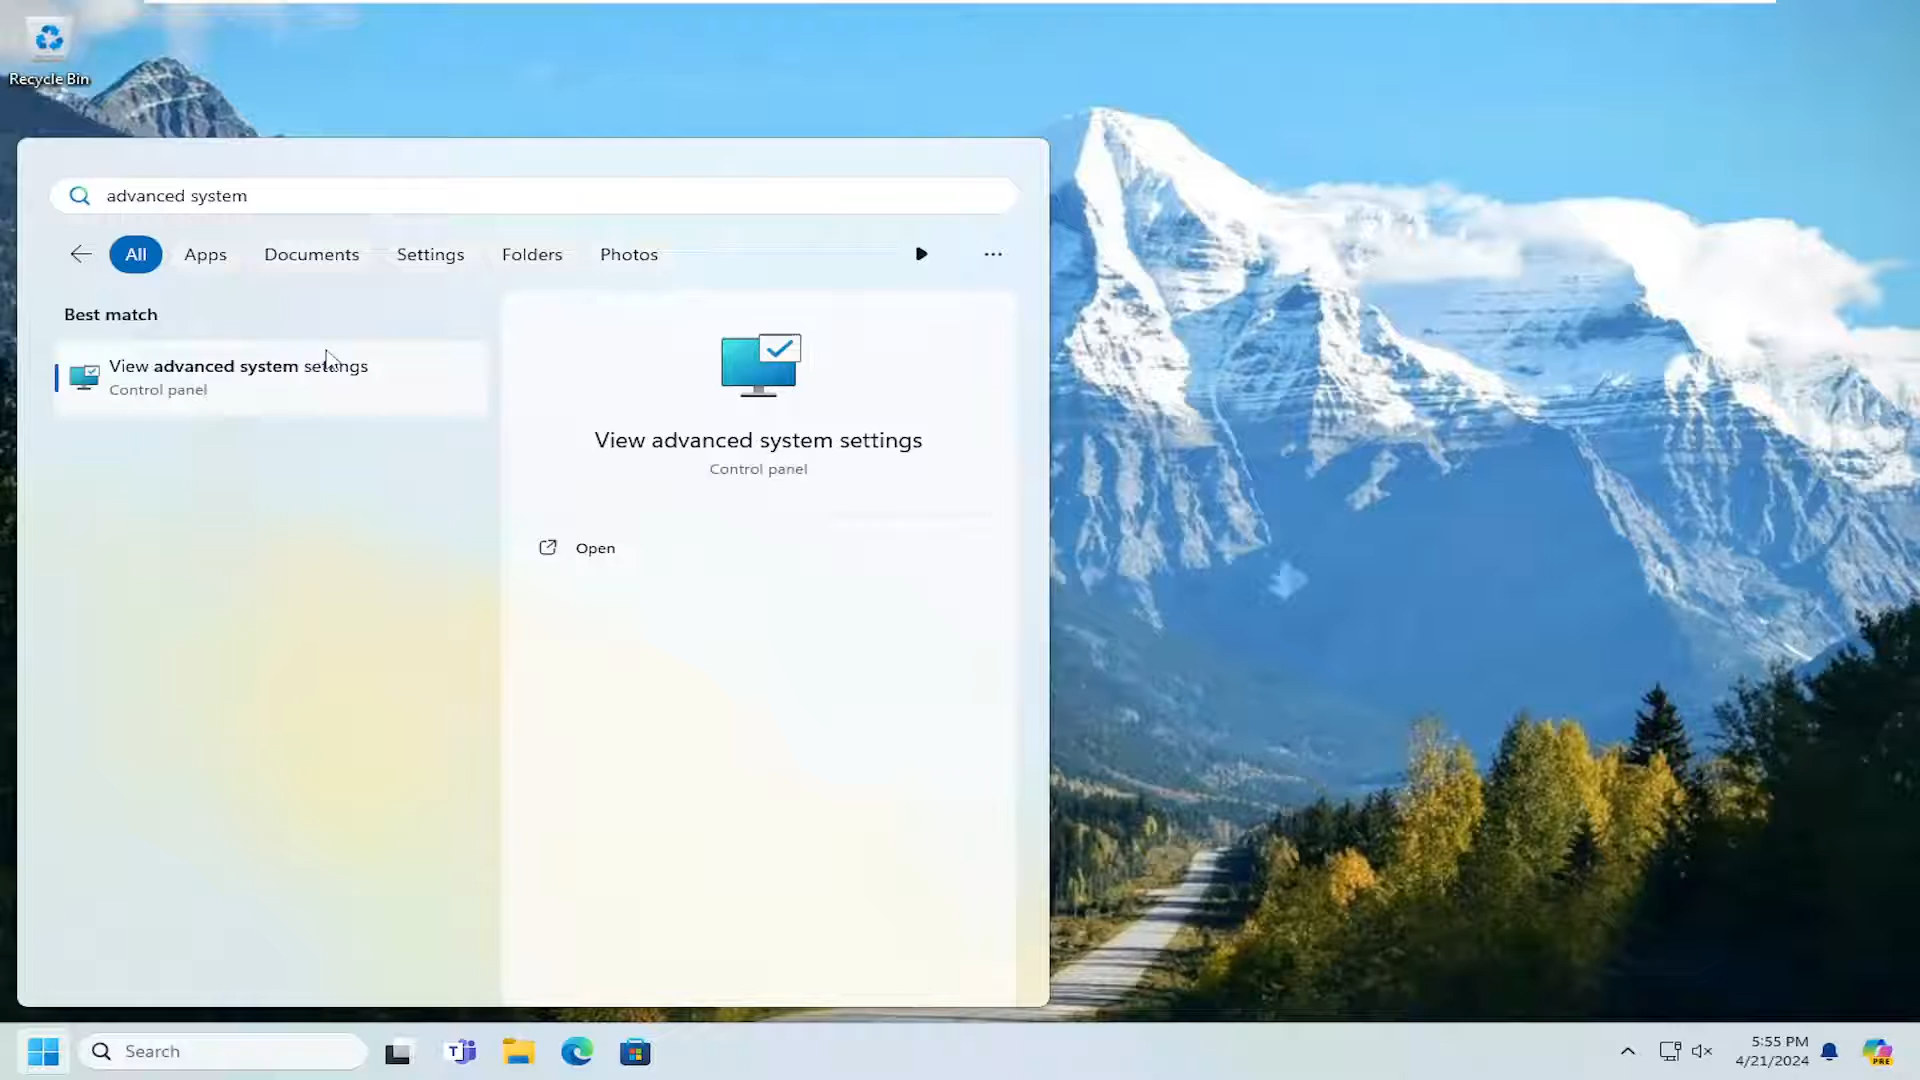 Recycle Bin
advanced system
All
Apps
Documents
Settings
Folders
Photos
Best match
View advanced system settings
Control panel
View advanced system settings
Control panel
Open
Search
T
5:55 PM
4/21/2024
PRE